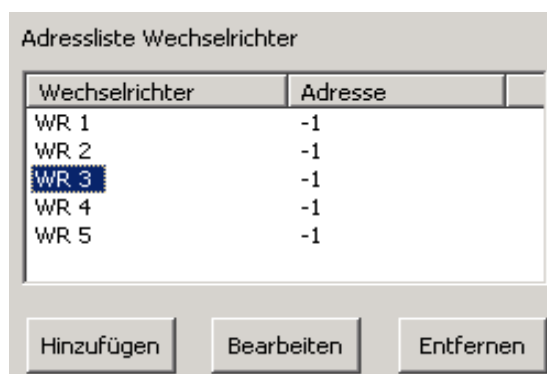 Adressliste Wechselrichter
Wechselrichter Adresse
WR 1 -1
WR 2 -1
WR 3 -1
WR 4 -1
WR 5 -1
Hinzufügen Bearbeiten Entfernen